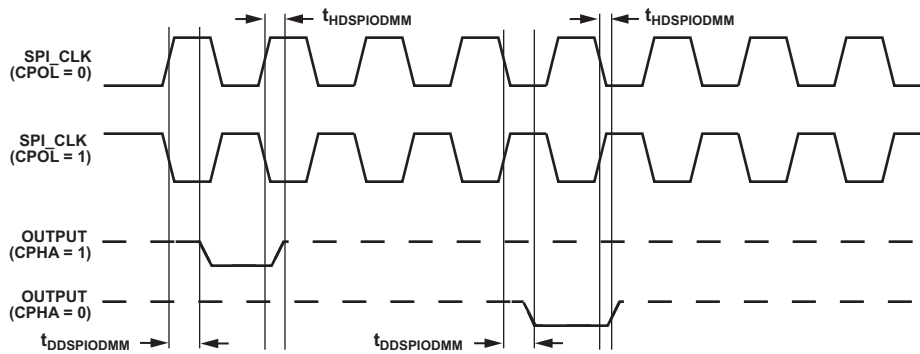 tHDSPIODMM
tHDSPIODMM
SPI_CLK
(CPOL = 0)
SPI_CLK
(CPOL = 1)
OUTPUT
(CPHA = 1)
OUTPUT
(CPHA = 0)
tDDSPIODMM
tDDSPIODMM